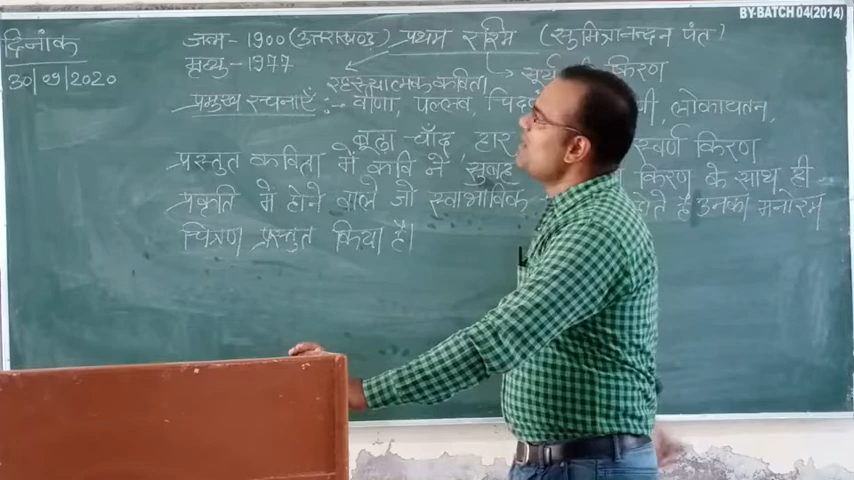 BY-BATCH 04(2014)
दिनांक
30/09/2020
जन्म - 1900 (उत्तराखण्ड) प्रथम रश्मि (सुमित्रानन्दन पंत)
मृत्यु - 1977 सूर्य किरण
रहस्यात्मक कविता
प्रमुख रचनाएँ :- वीणा, पल्लव, चिद लोकायतन,
बूढ़ा चाँद हार स्वर्ण किरण
प्रस्तुत कविता में कवि ने सुबह किरण के साथ ही
प्रकृति में होने वाले जो स्वाभाविक है उनका मनोरम
चित्रण प्रस्तुत किया है।